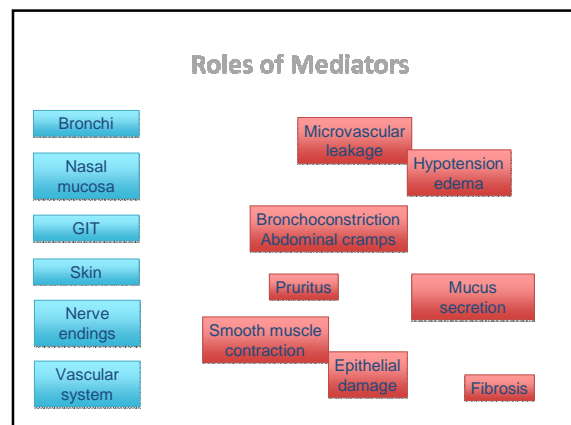 Roles of Mediators
Bronchi
Nasal
mucosa
GIT
Skin
Nerve
endings
Vascular
system
Microvascular
leakage
Hypotension
edema
Bronchoconstriction
Abdominal cramps
Pruritus
Mucus
secretion
Smooth muscle
contraction
Epithelial
damage
Fibrosis